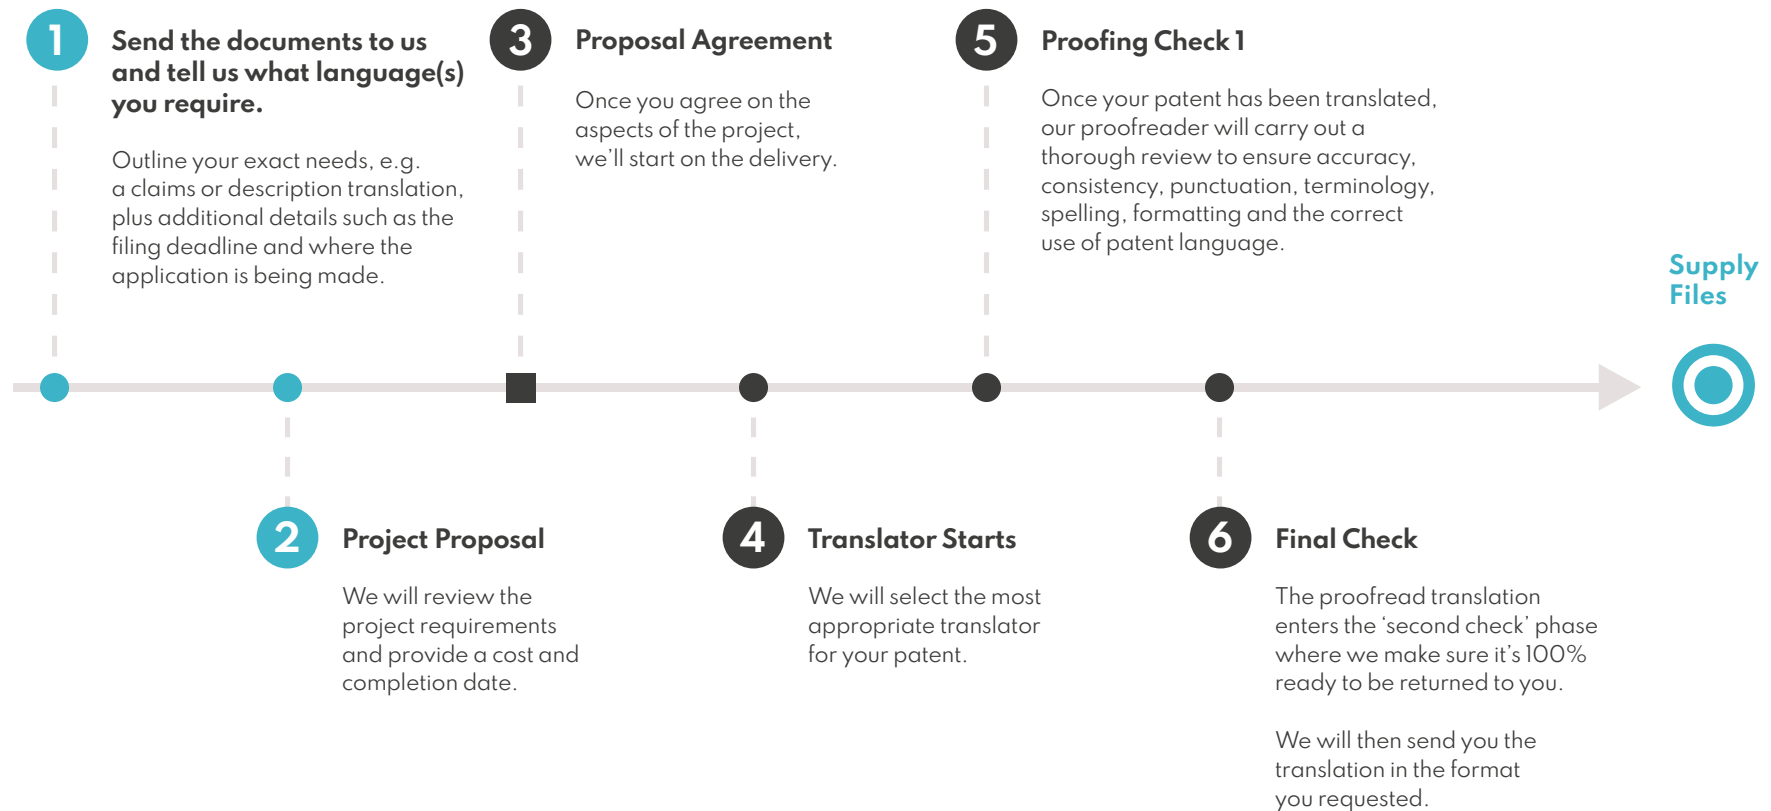 1
Send the documents to us
and tell us what language(s)
you require.
Outline your exact needs, e.g.
a claims or description translation,
plus additional details such as the
filing deadline and where the
application is being made.
2
Project Proposal
We will review the
project requirements
and provide a cost and
completion date.
3
Proposal Agreement
Once you agree on the
aspects of the project,
we’ll start on the delivery.
4
Translator Starts
We will select the most
appropriate translator
for your patent.
5
Proofing Check 1
Once your patent has been translated,
our proofreader will carry out a
thorough review to ensure accuracy,
consistency, punctuation, terminology,
spelling, formatting and the correct
use of patent language.
6
Final Check
The proofread translation
enters the ‘second check’ phase
where we make sure it’s 100%
ready to be returned to you.
We will then send you the
translation in the format
you requested.
Supply
Files